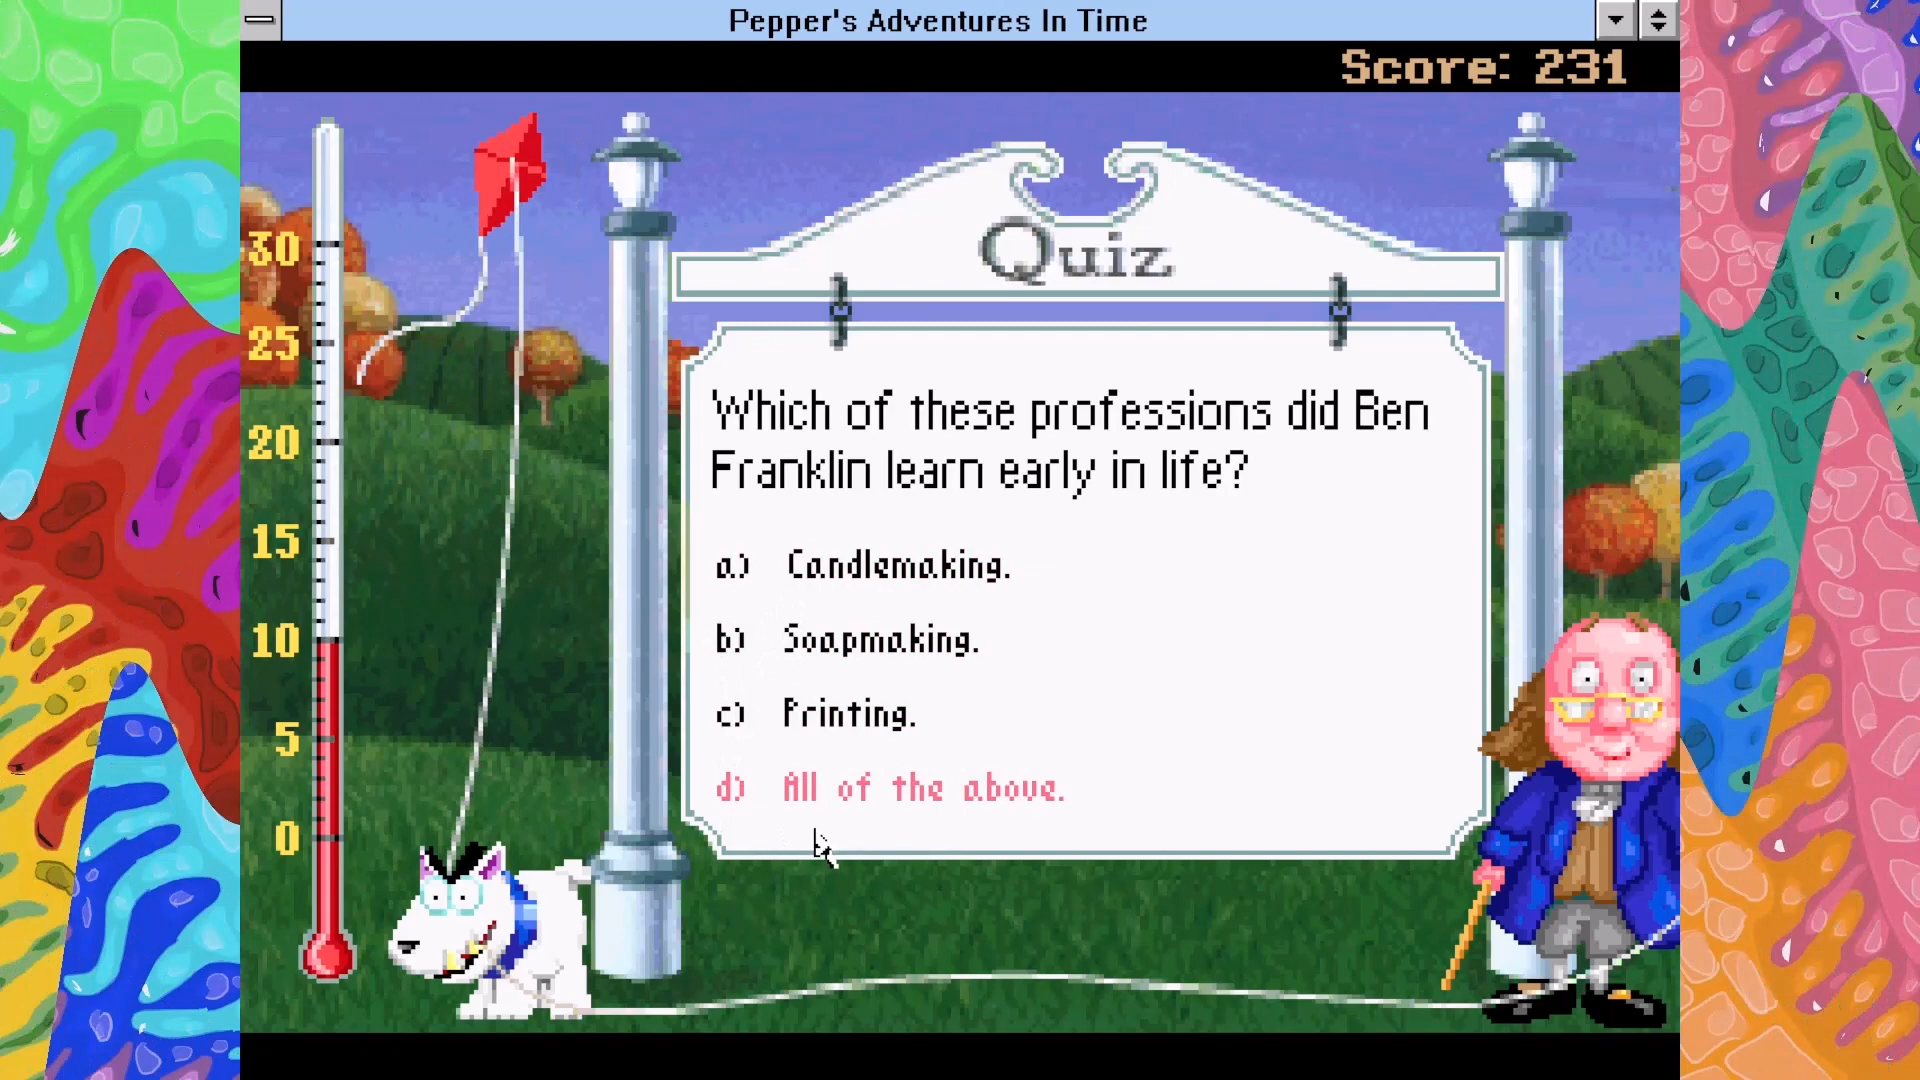 Pepper's Adventures In Time
Score: 231
Quiz
Which of these professions did Ben
Franklin learn early in life?
a) Candlemaking.
b) Soapmaking.
c) Printing.
d) All of the above.
30
25
20
15
10
5
0